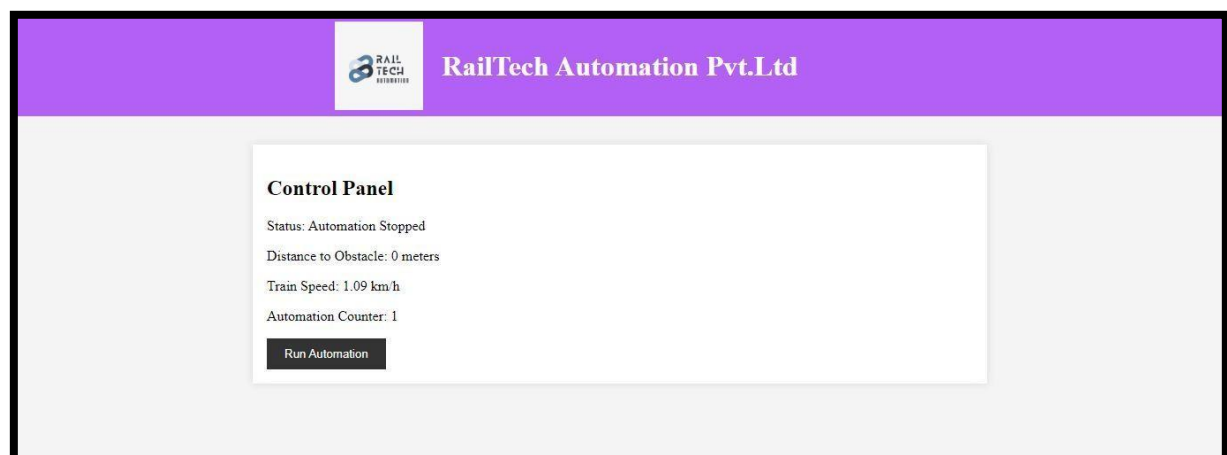 RAIL
TECH
AUTOMATION
RailTech Automation Pvt.Ltd
Control Panel
Status: Automation Stopped
Distance to Obstacle: 0 meters
Train Speed: 1.09 km/h
Automation Counter: 1
Run Automation